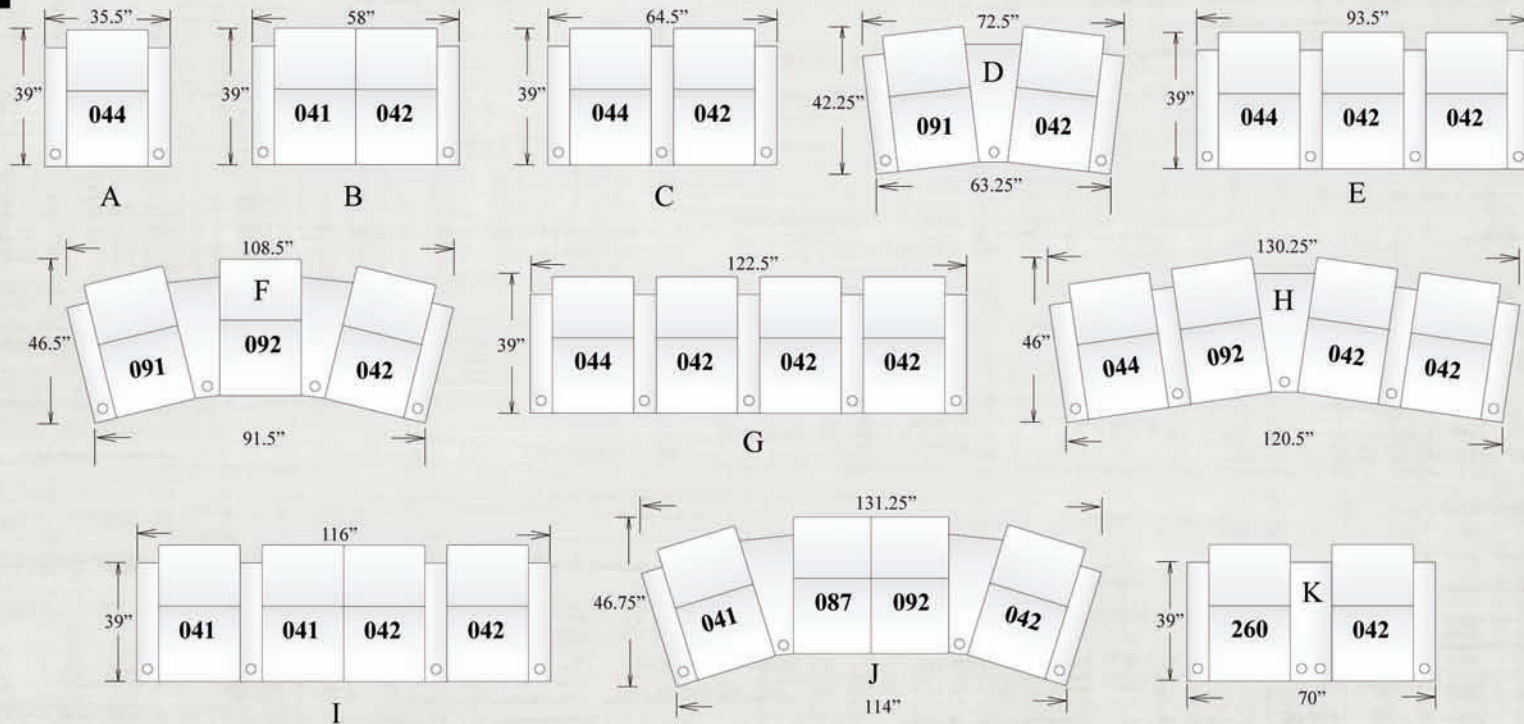 35.5”
39”
044
A
58”
39”
041 042
B
64.5”
39”
044 042
C
72.5”
42.25”
D
091 042
63.25”
93.5”
39”
044 042 042
E
108.5”
46.5”
F
091 092 042
91.5”
122.5”
39”
044 042 042 042
G
130.25”
46”
H
044 092 042 042
120.5”
116”
39”
041 041 042 042
I
131.25”
46.75”
041 087 092 042
J
114”
39”
K
260 042
70”